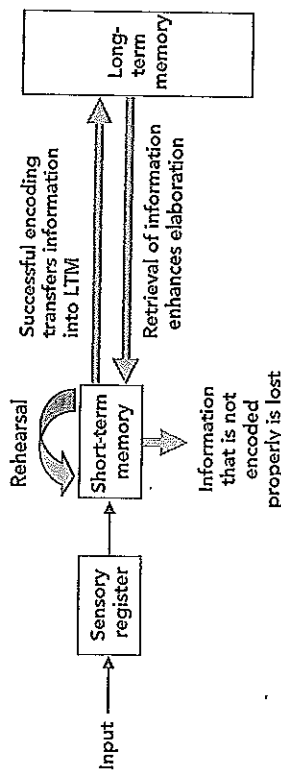 Input
Sensory
register
Rehearsal
Short-term
memory
Information
that is not
encoded
properly is lost
Successful encoding
transfers information
into LTM
Retrieval of information
enhances elaboration
Long-
term
memory